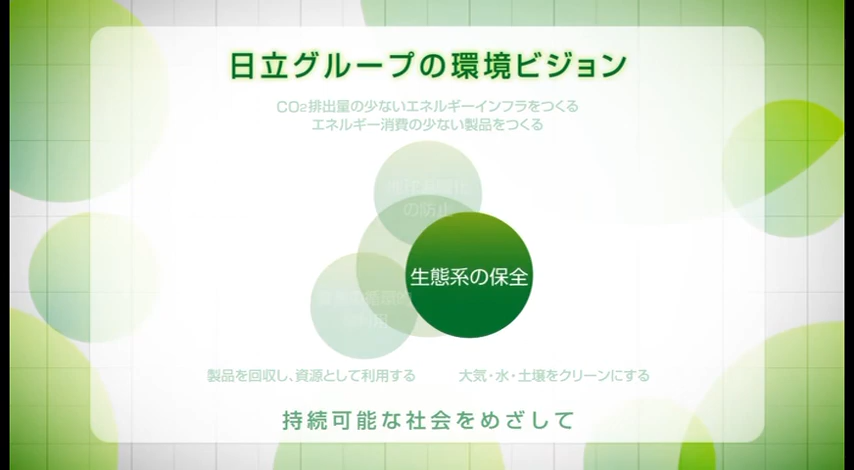 日立グループの環境ビジョン
CO2排出量の少ないエネルギーインフラをつくる
エネルギー消費の少ない製品をつくる
の防止
生態系の保全
製品を回収し、資源として利用する
大気・水・土壌をクリーンにする
持続可能な社会をめざして